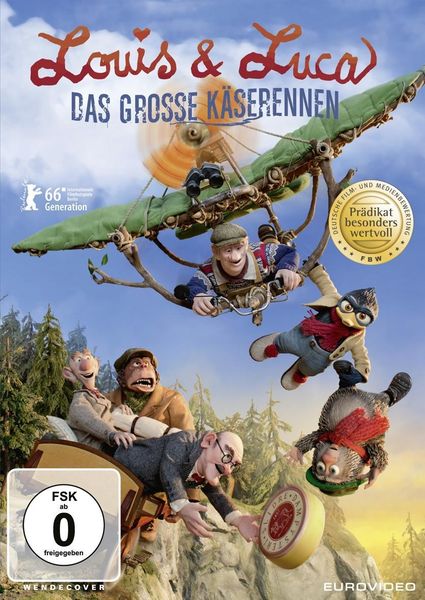 Louis & Luca
DAS GROSSE KÄSERENNEN
66
Internationale
Filmfestspiele
Berlin
Generation
DEUTSCHE FILM- UND MEDIENBEWERTUNG
Prädikat
besonders
wertvoll
FBW
FSK
ab
0
freigegeben
WENDECOVER
EUROVIDEO